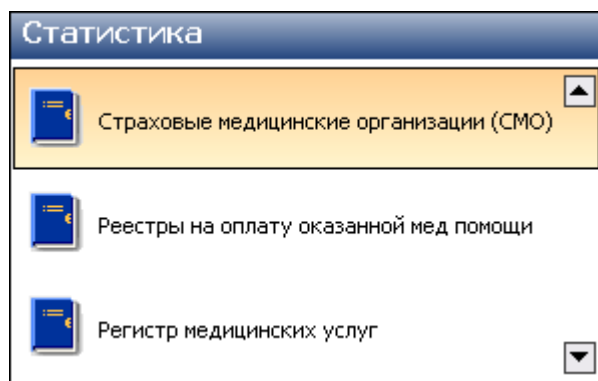 Статистика
Страховые медицинские организации (СМО)
Реестры на оплату оказанной мед помощи
Регистр медицинских услуг